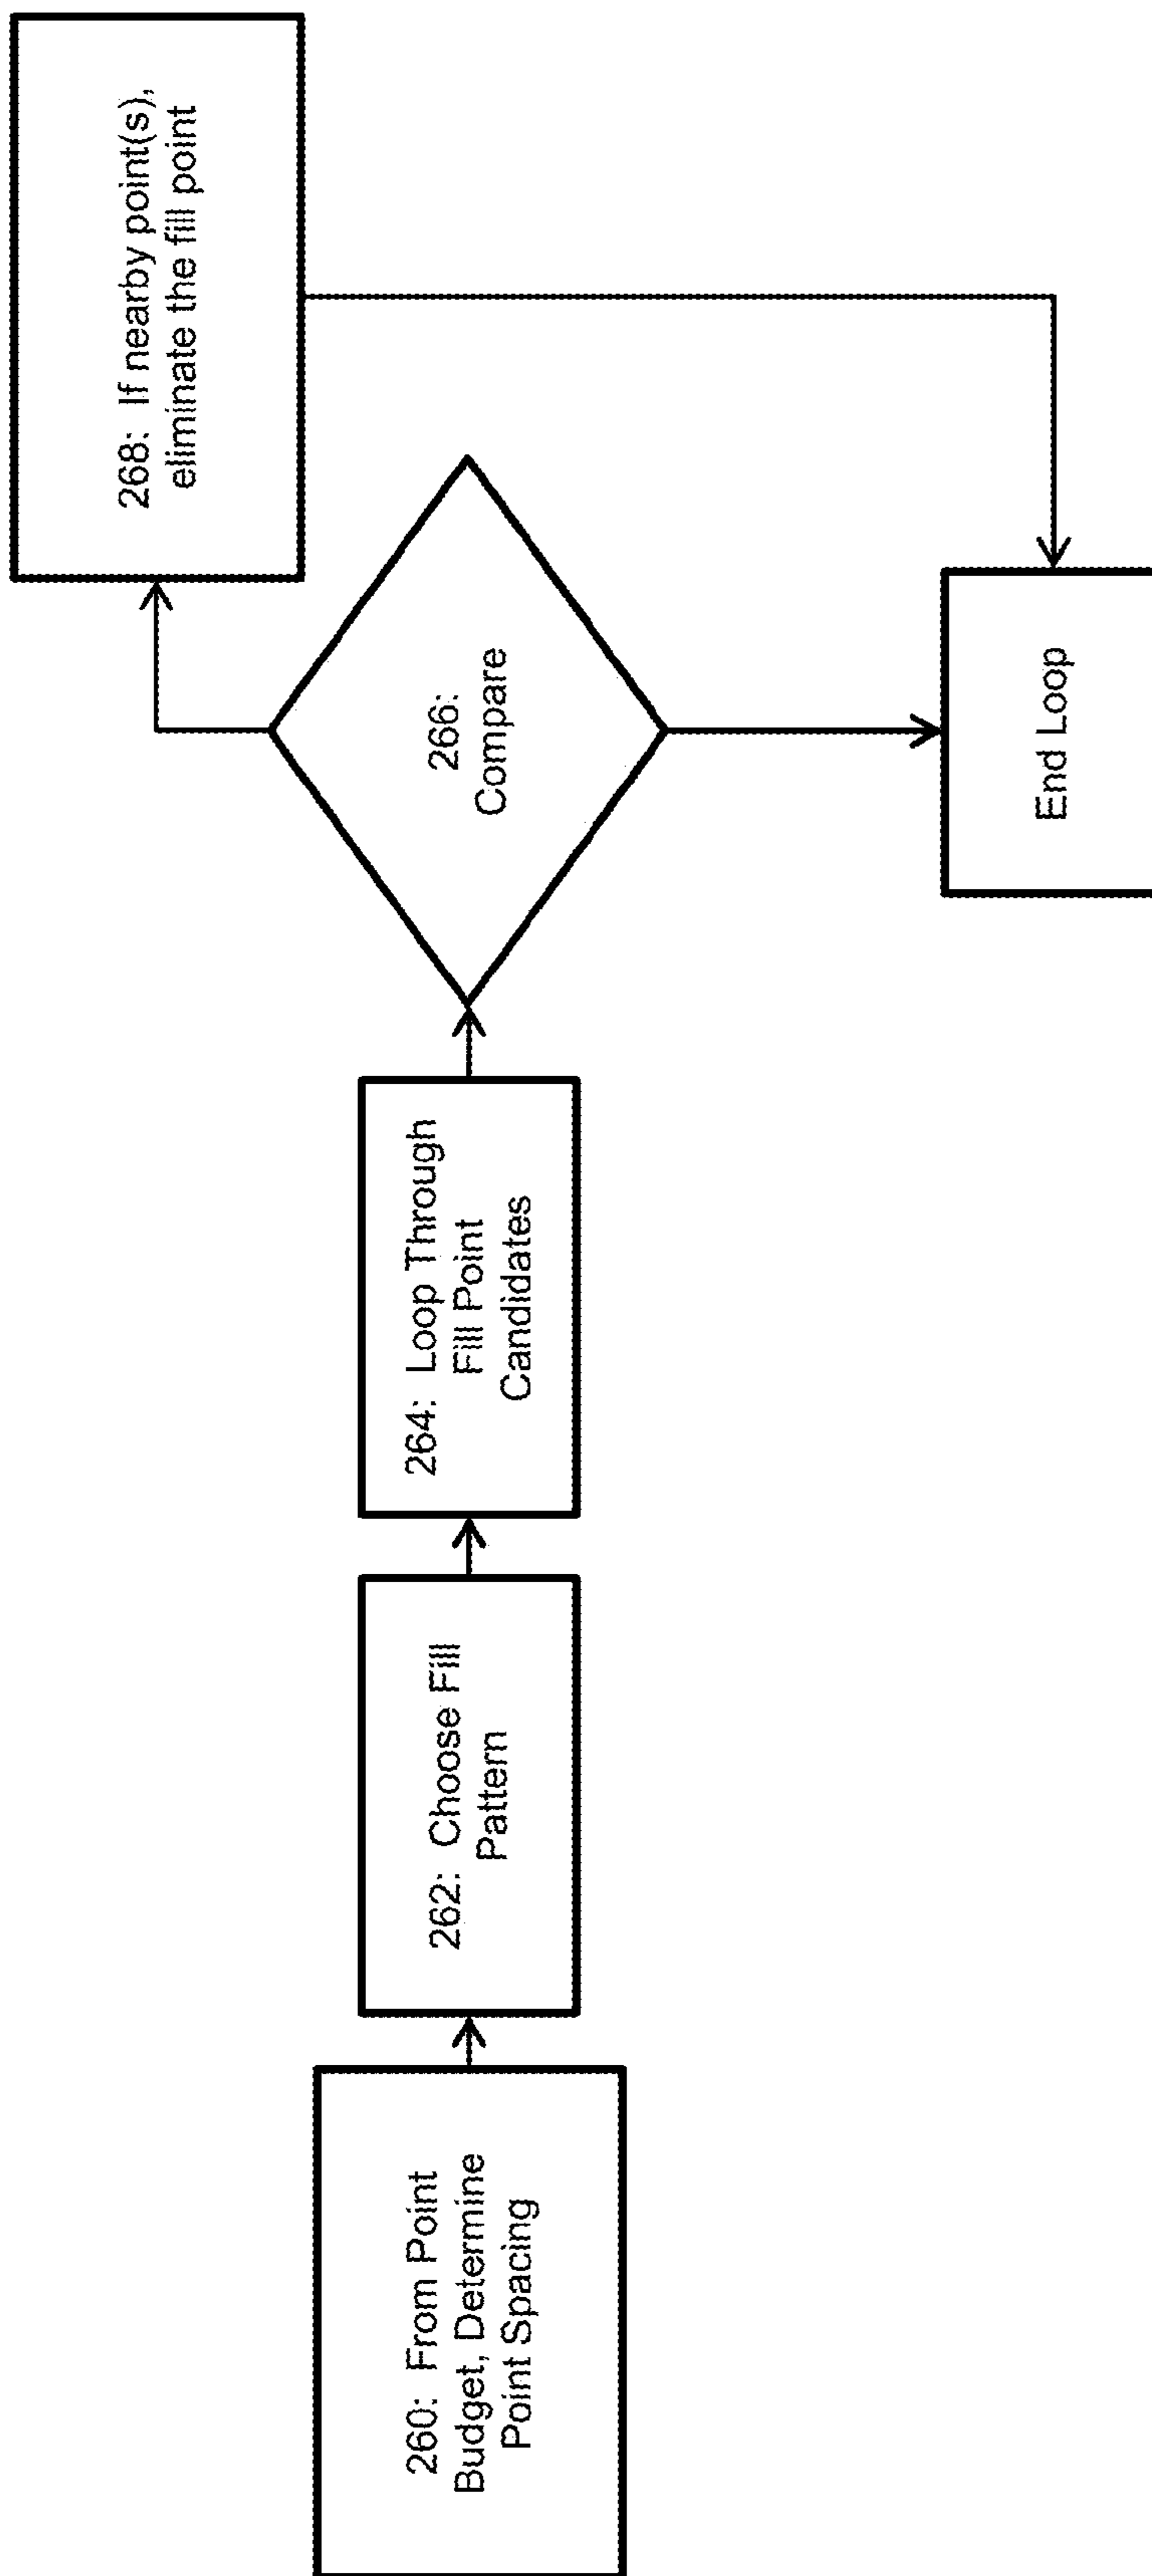 260: From Point
Budget, Determine
Point Spacing
262: Choose Fill
Pattern
264: Loop Through
Fill Point
Candidates
266:
Compare
268: If nearby point(s),
eliminate the fill point
End Loop